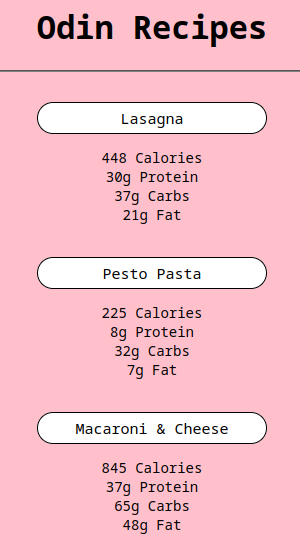 Odin Recipes
Lasagna
448 Calories
30g Protein
37g Carbs
21g Fat
Pesto Pasta
225 Calories
8g Protein
32g Carbs
7g Fat
Macaroni & Cheese
845 Calories
37g Protein
65g Carbs
48g Fat